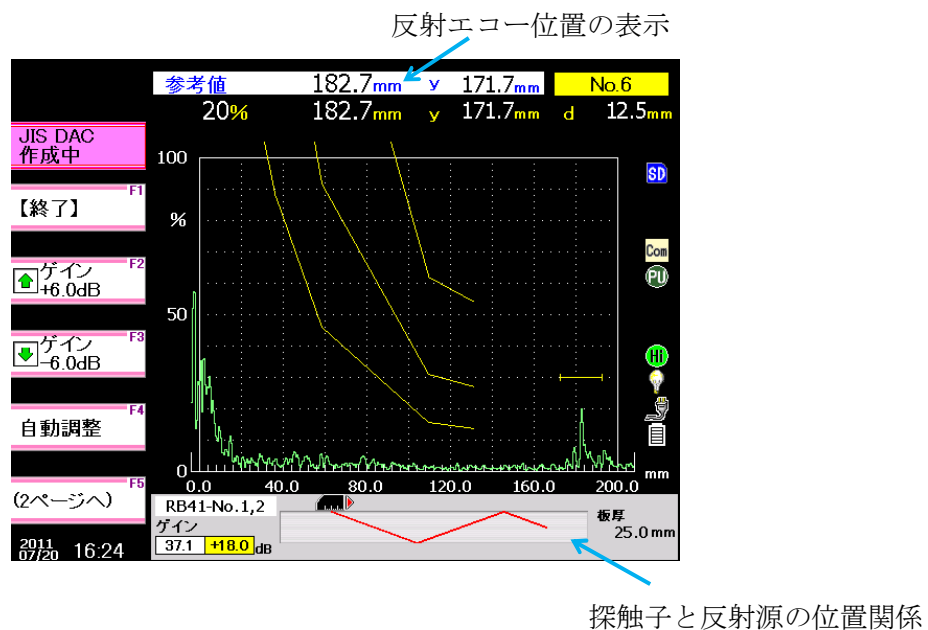 反射エコー位置の表示
参考値 182.7mm y 171.7mm No.6
20% 182.7mm y 171.7mm d 12.5mm
JIS DAC
作成中
F1
【終了】
F2
ゲイン
+6.0dB
F3
ゲイン
-6.0dB
F4
自動調整
F5
(2ページへ)
2011
07/20 16:24
100
%
50
0
0.0 40.0 80.0 120.0 160.0 200.0 mm
SD
Com
PU
Hi
RB41-No.1,2
ゲイン
37.1 +18.0 dB
板厚
25.0 mm
探触子と反射源の位置関係